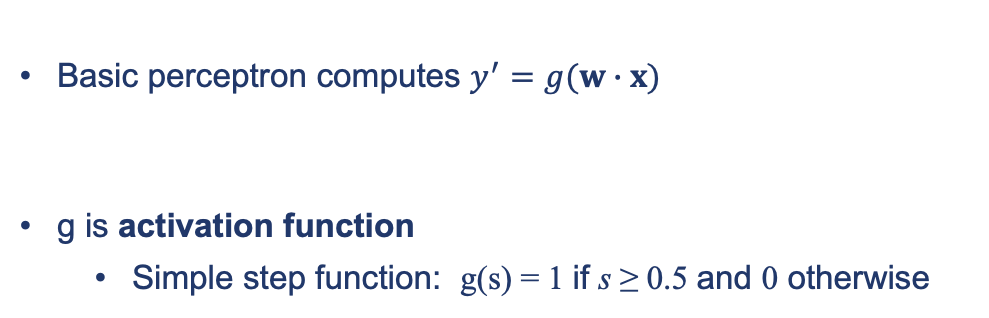 • Basic perceptron computes y′ = g(w · x)
• g is activation function
• Simple step function: g(s) = 1 if s ≥ 0.5 and 0 otherwise